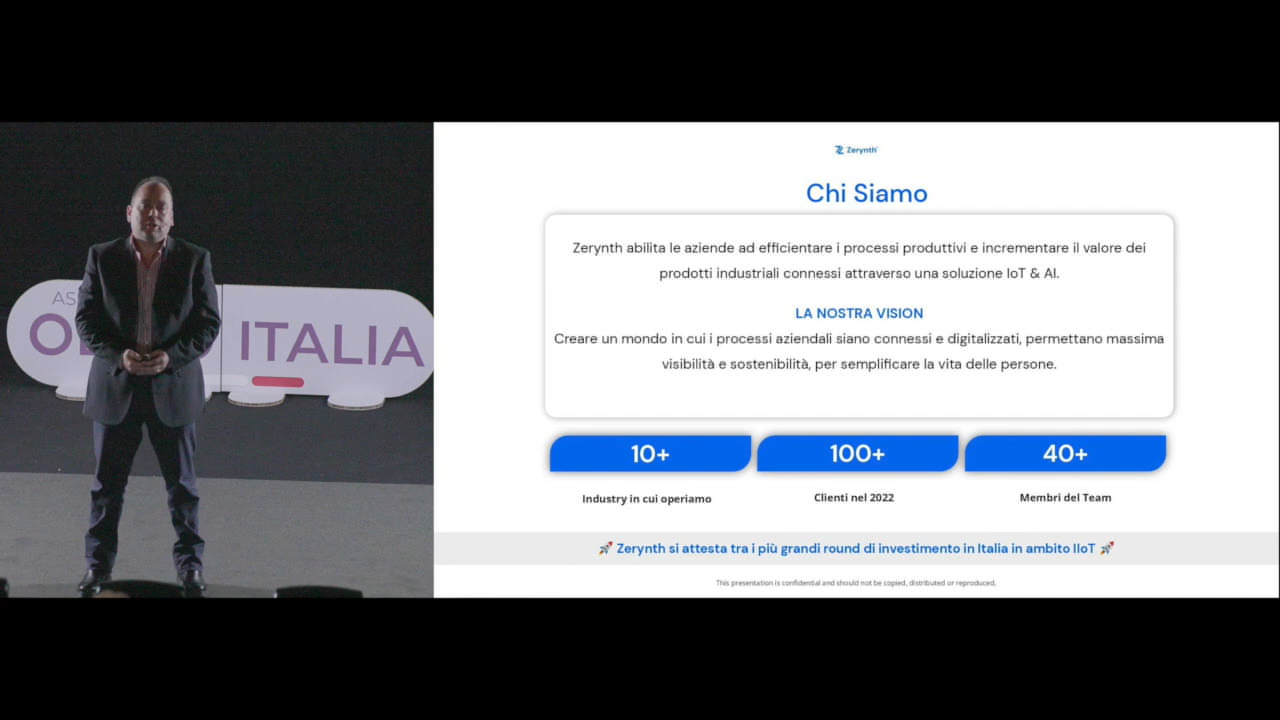 AS
ITALIA
Zerynth
Chi Siamo
Zerynth abilita le aziende ad efficientare i processi produttivi e incrementare il valore dei
prodotti industriali connessi attraverso una soluzione IoT & AI.
LA NOSTRA VISION
Creare un mondo in cui i processi aziendali siano connessi e digitalizzati, permettano massima
visibilità e sostenibilità, per semplificare la vita delle persone.
10+
100+
40+
Industry in cui operiamo
Clienti nel 2022
Membri del Team
🚀 Zerynth si attesta tra i più grandi round di investimento in Italia in ambito IIoT 🚀
This presentation is confidential and should not be copied, distributed or reproduced.